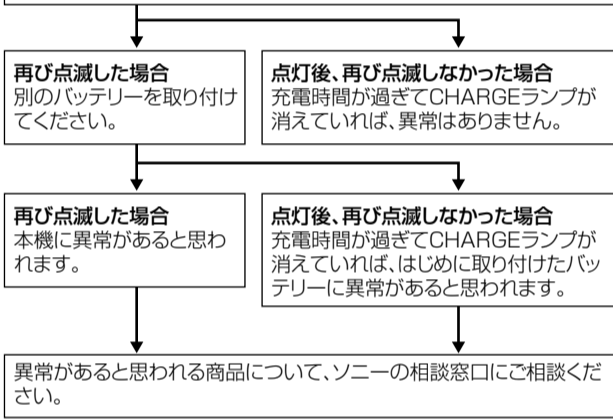 再び点滅した場合
別のバッテリーを取り付け
てください。
点灯後、再び点滅しなかった場合
充電時間が過ぎてCHARGEランプが
消えていれば、異常はありません。
再び点滅した場合
本機に異常があると思わ
れます。
点灯後、再び点滅しなかった場合
充電時間が過ぎてCHARGEランプが
消えていれば、はじめに取り付けたバッ
テリーに異常があると思われます。
異常があると思われる商品について、ソニーの相談窓口にご相談くだ
さい。